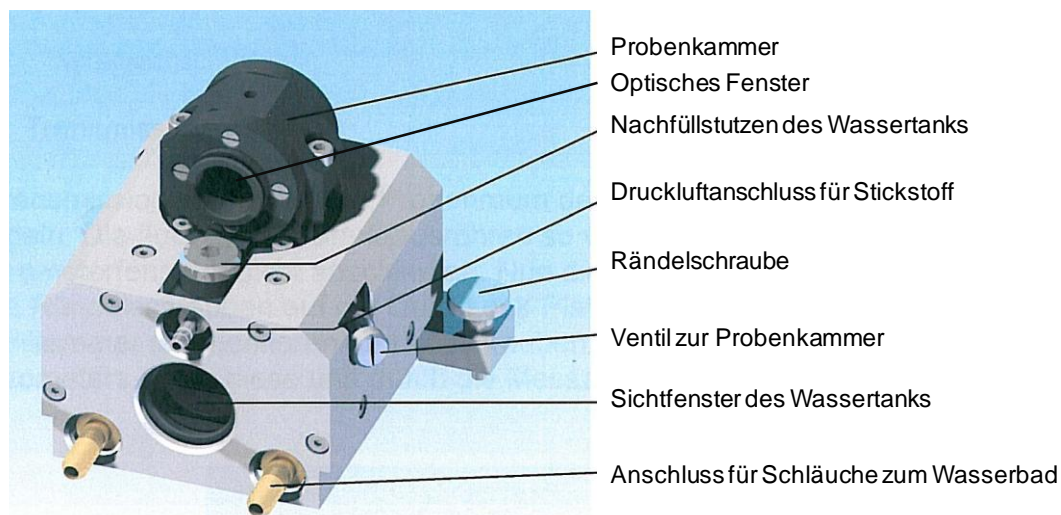 Probenkammer
Optisches Fenster
Nachfüllstutzen des Wassertanks
Druckluftanschluss für Stickstoff
Rändelschraube
Ventil zur Probenkammer
Sichtfenster des Wassertanks
Anschluss für Schläuche zum Wasserbad